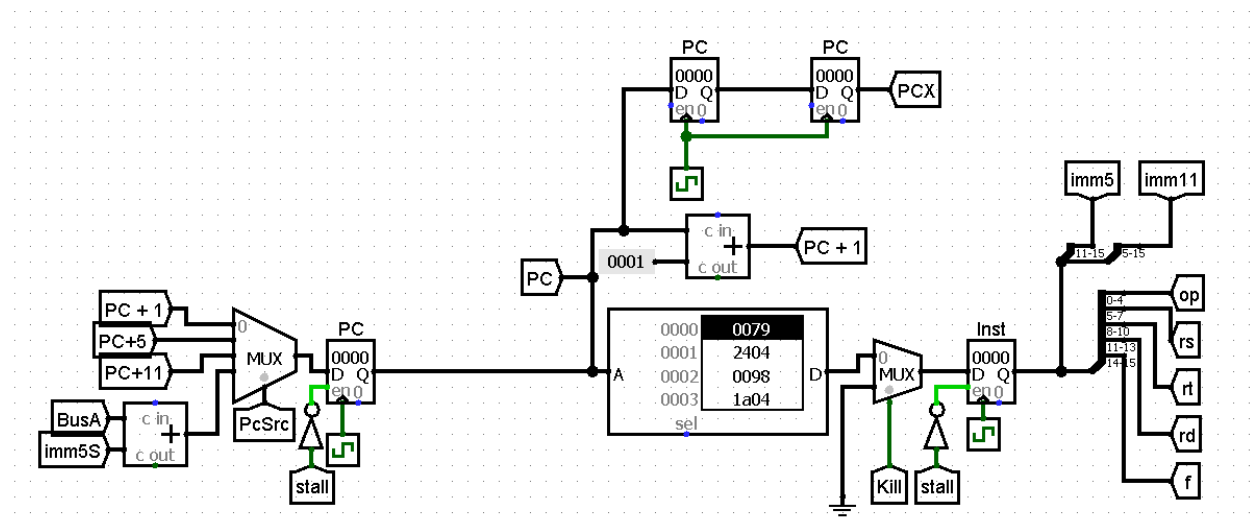 PC
PC
0000
D Q
en 0
0000
D Q
en 0
PCX
imm5
imm11
11-15
5-15
c in
+
c out
PC + 1
0001
PC
PC + 1
PC+5
PC+11
0
MUX
PcSrc
BusA
imm5S
c in
+
c out
PC
0000
D Q
en 0
stall
A
0000 0079
0001 2404
0002 0098
0003 1a04
D
sel
0
MUX
Kill
Inst
0000
D Q
en 0
stall
0-4
5-7
8-10
11-13
14-15
op
rs
rt
rd
f